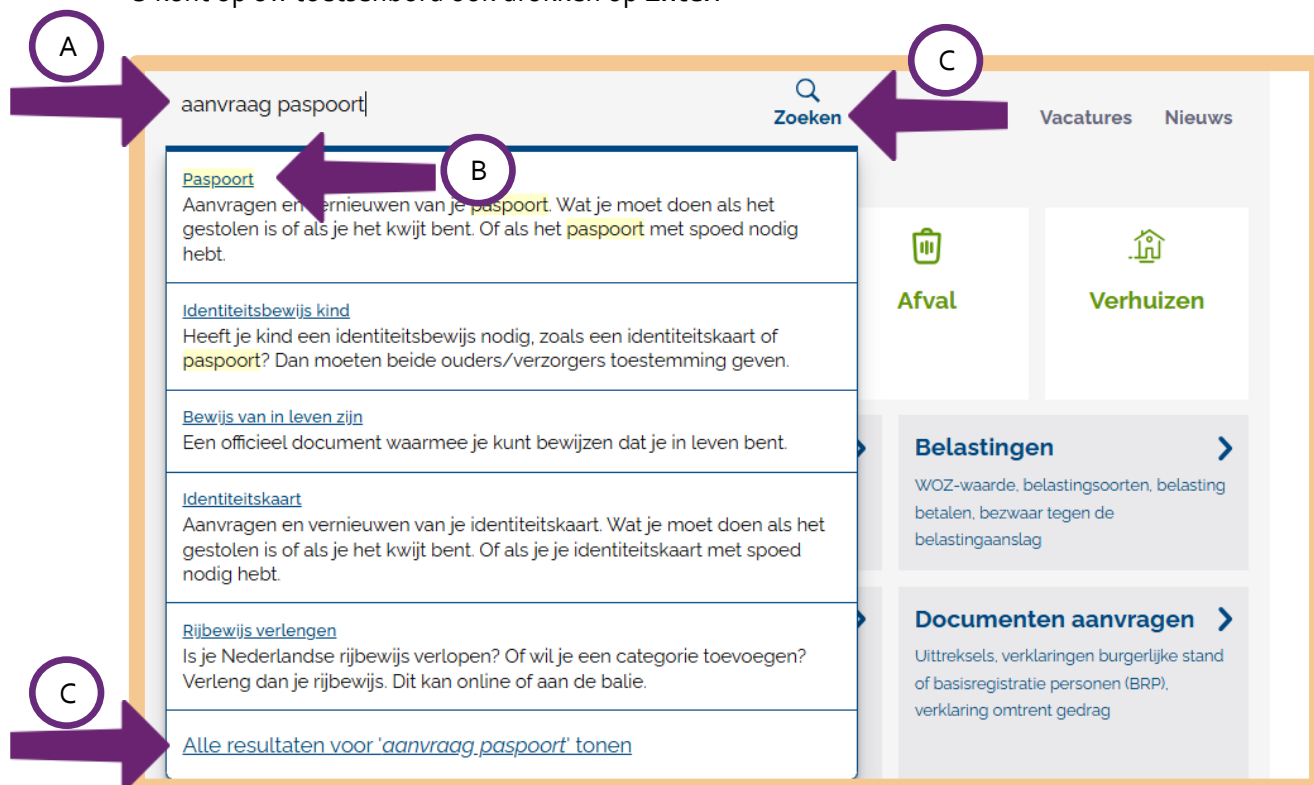 U kunt op uw toetsenbord ook drukken op Enter.
A
C
aanvraag paspoort
Zoeken
Vacatures Nieuws
B
Paspoort
Aanvragen en vernieuwen van je paspoort. Wat je moet doen als het
gestolen is of als je het kwijt bent. Of als het paspoort met spoed nodig
hebt.
Identiteitsbewijs kind
Heeft je kind een identiteitsbewijs nodig, zoals een identiteitskaart of
paspoort? Dan moeten beide ouders/verzorgers toestemming geven.
Bewijs van in leven zijn
Een officieel document waarmee je kunt bewijzen dat je in leven bent.
Identiteitskaart
Aanvragen en vernieuwen van je identiteitskaart. Wat je moet doen als het
gestolen is of als je het kwijt bent. Of als je je identiteitskaart met spoed
nodig hebt.
Rijbewijs verlengen
Is je Nederlandse rijbewijs verlopen? Of wil je een categorie toevoegen?
Verleng dan je rijbewijs. Dit kan online of aan de balie.
C
Alle resultaten voor 'aanvraag paspoort' tonen
Afval
Verhuizen
Belastingen
WOZ-waarde, belastingsoorten, belasting
betalen, bezwaar tegen de
belastingaanslag
Documenten aanvragen
Uittreksels, verklaringen burgerlijke stand
of basisregistratie personen (BRP),
verklaring omtrent gedrag